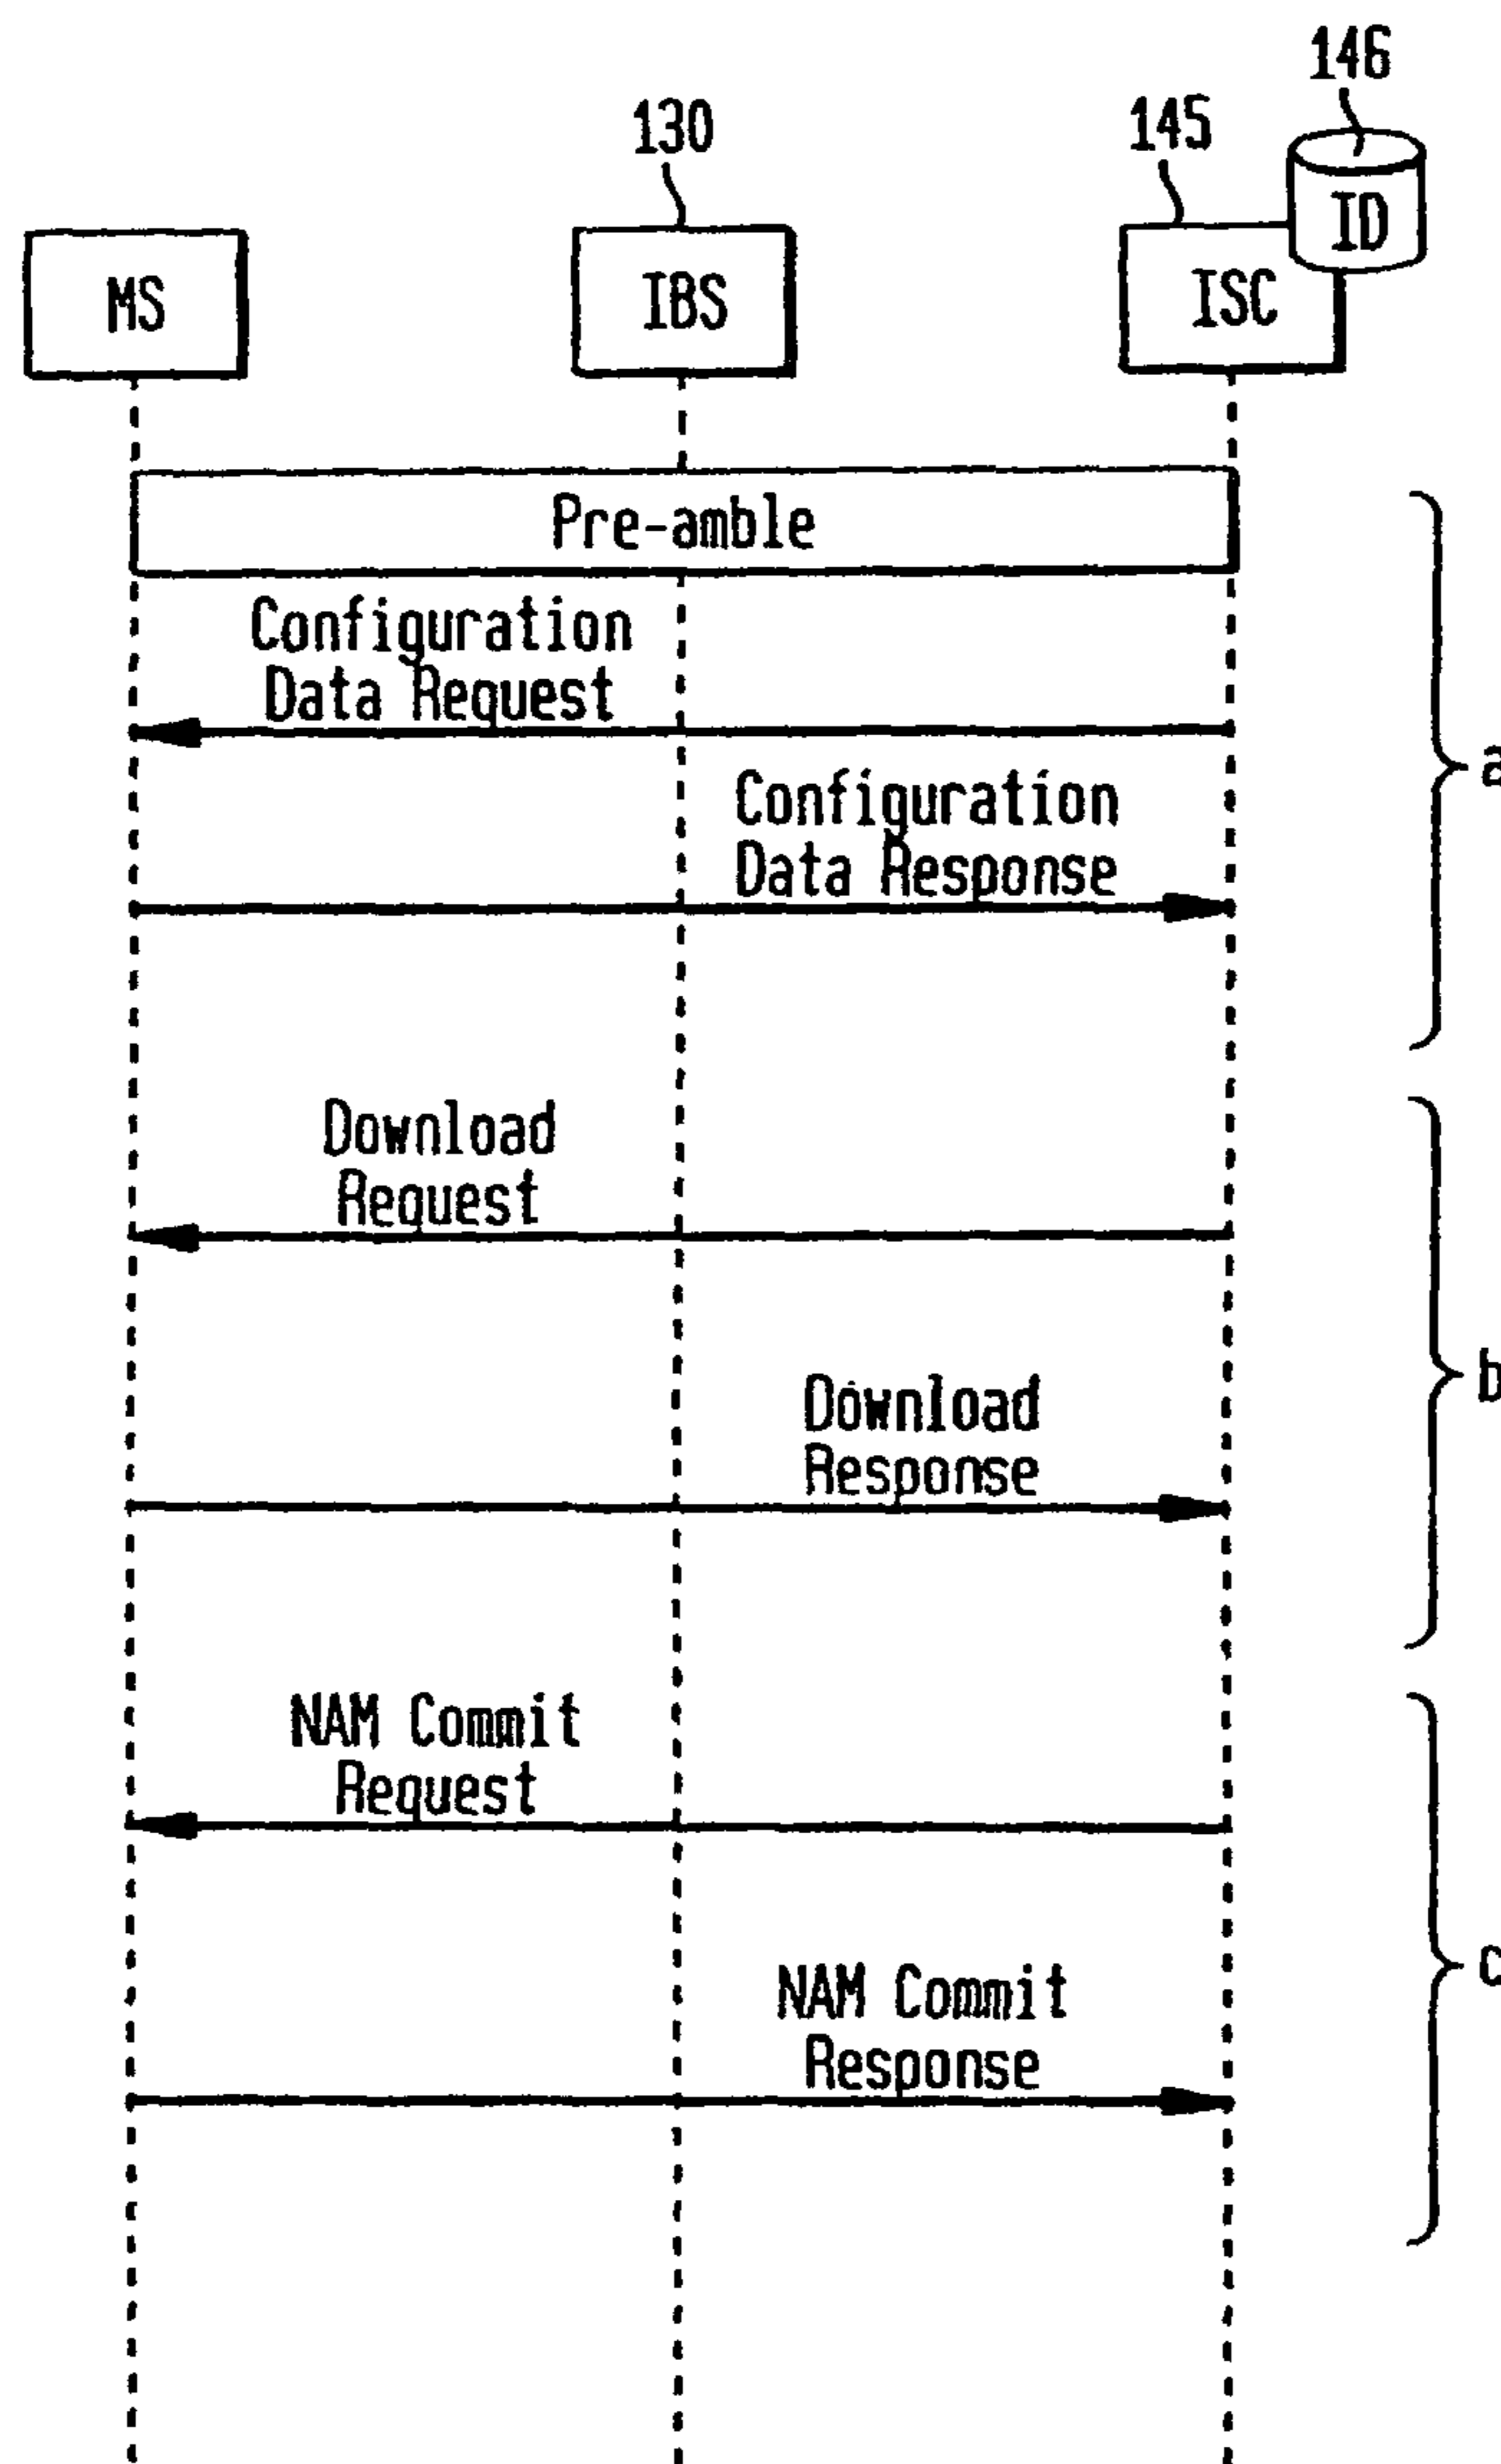 146
130
145
ID
MS
IBS
ISC
Pre-amble
Configuration
Data Request
a
Configuration
Data Response
Download
Request
b
Download
Response
NAM Commit
Request
c
NAM Commit
Response